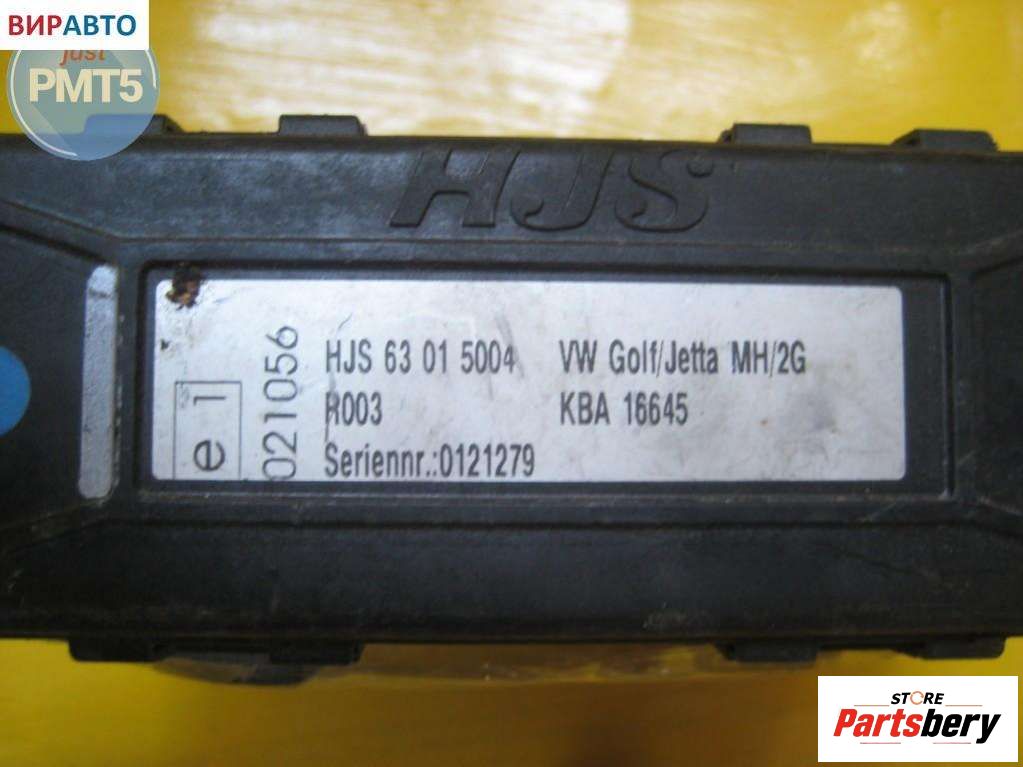 ВИРАВТО
just
PMT5
HJS
HJS 63 01 5004 VW Golf/Jetta MH/2G
R003 KBA 16645
Seriennr.:0121279
e 1
021056
STORE
Partsbery